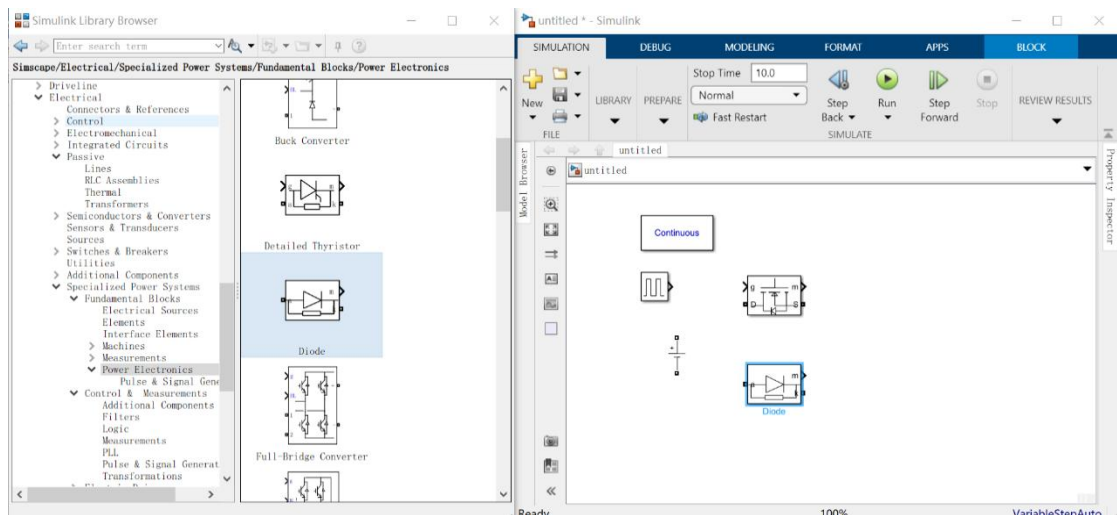 Simulink Library Browser
Enter search term
Simscape/Electrical/Specialized Power Systems/Fundamental Blocks/Power Electronics
Driveline
Electrical
Connectors & References
Control
Electromechanical
Integrated Circuits
Passive
Lines
RLC Assemblies
Thermal
Transformers
Semiconductors & Converters
Sensors & Transducers
Sources
Switches & Breakers
Utilities
Additional Components
Specialized Power Systems
Fundamental Blocks
Electrical Sources
Elements
Interface Elements
Machines
Measurements
Power Electronics
Pulse & Signal Gene
Control & Measurements
Additional Components
Filters
Logic
Measurements
PLL
Pulse & Signal Generat
Transformations
Buck Converter
Detailed Thyristor
Diode
Full-Bridge Converter
untitled * - Simulink
SIMULATION DEBUG MODELING FORMAT APPS BLOCK
New
FILE
LIBRARY
PREPARE
Stop Time 10.0
Normal
Fast Restart
Step Back
Run
Step Forward
Stop
SIMULATE
REVIEW RESULTS
Model Browser
Property Inspector
untitled
untitled
Continuous
g m
D S
m
Diode
Ready
100%
VariableStepAuto